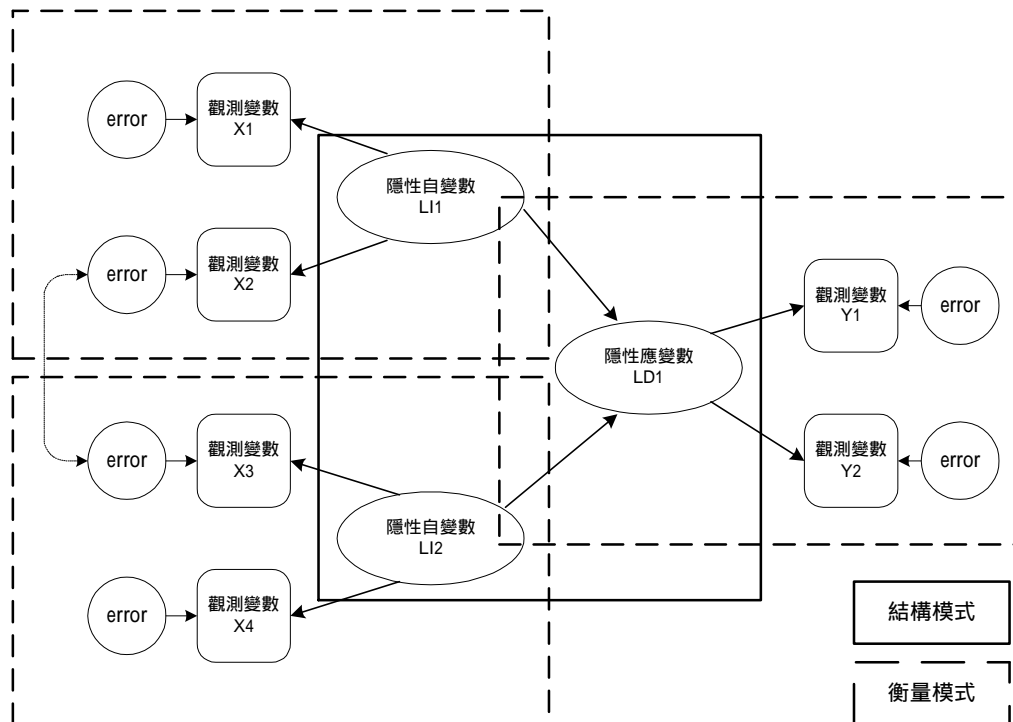 error
觀測變數
X1
隱性自變數
LI1
error
觀測變數
X2
觀測變數
Y1
error
隱性應變數
LD1
error
觀測變數
X3
觀測變數
Y2
error
隱性自變數
LI2
error
觀測變數
X4
結構模式
衡量模式